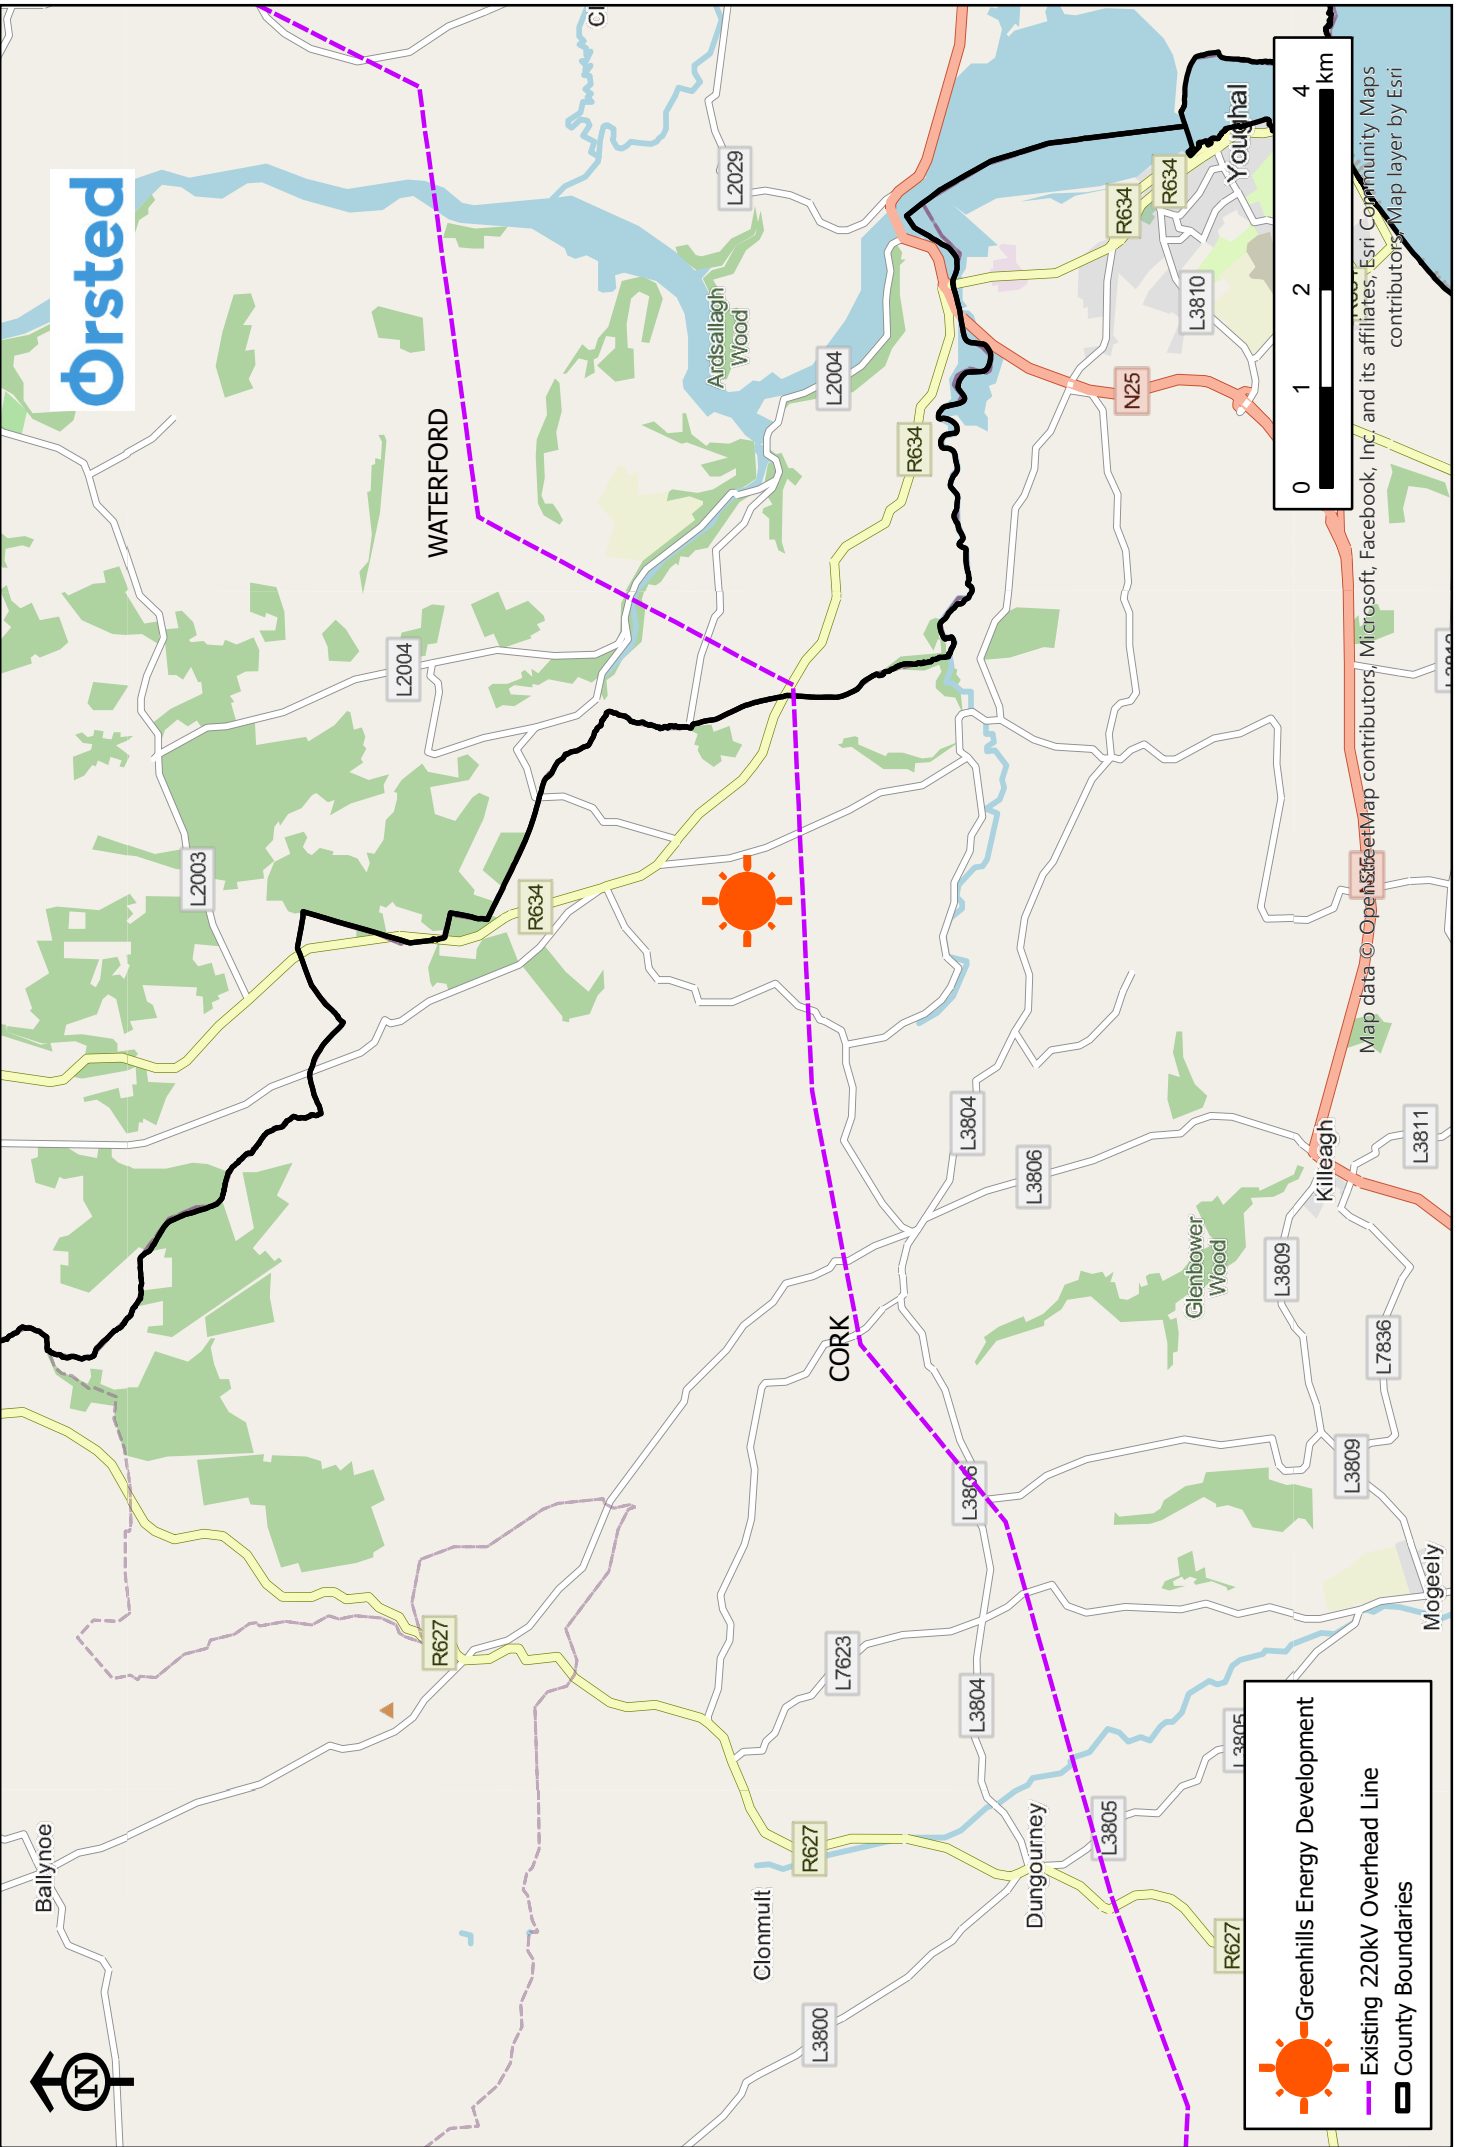 N
Ballynoe
Ørsted
L2003
L2004
R627
WATERFORD
R634
Cl
Ardsallagh
Wood
L2029
Clonmult
L3800
R627
L7623
CORK
L2004
R634
L3804
L3806
L3804
Dungourney
L3806
L3805
N25
R634
R634
Glenbower
Wood
L3810
Youghal
R627
L3805
L3809
Killeagh
0 1 2 4
km
L3809
N25
L7836
L3811
Mogeely
Greenhills Energy Development
Existing 220kV Overhead Line
County Boundaries
Map data © OpenStreetMap contributors, Microsoft, Facebook, Inc. and its affiliates, Esri Community Maps
contributors, Map layer by Esri